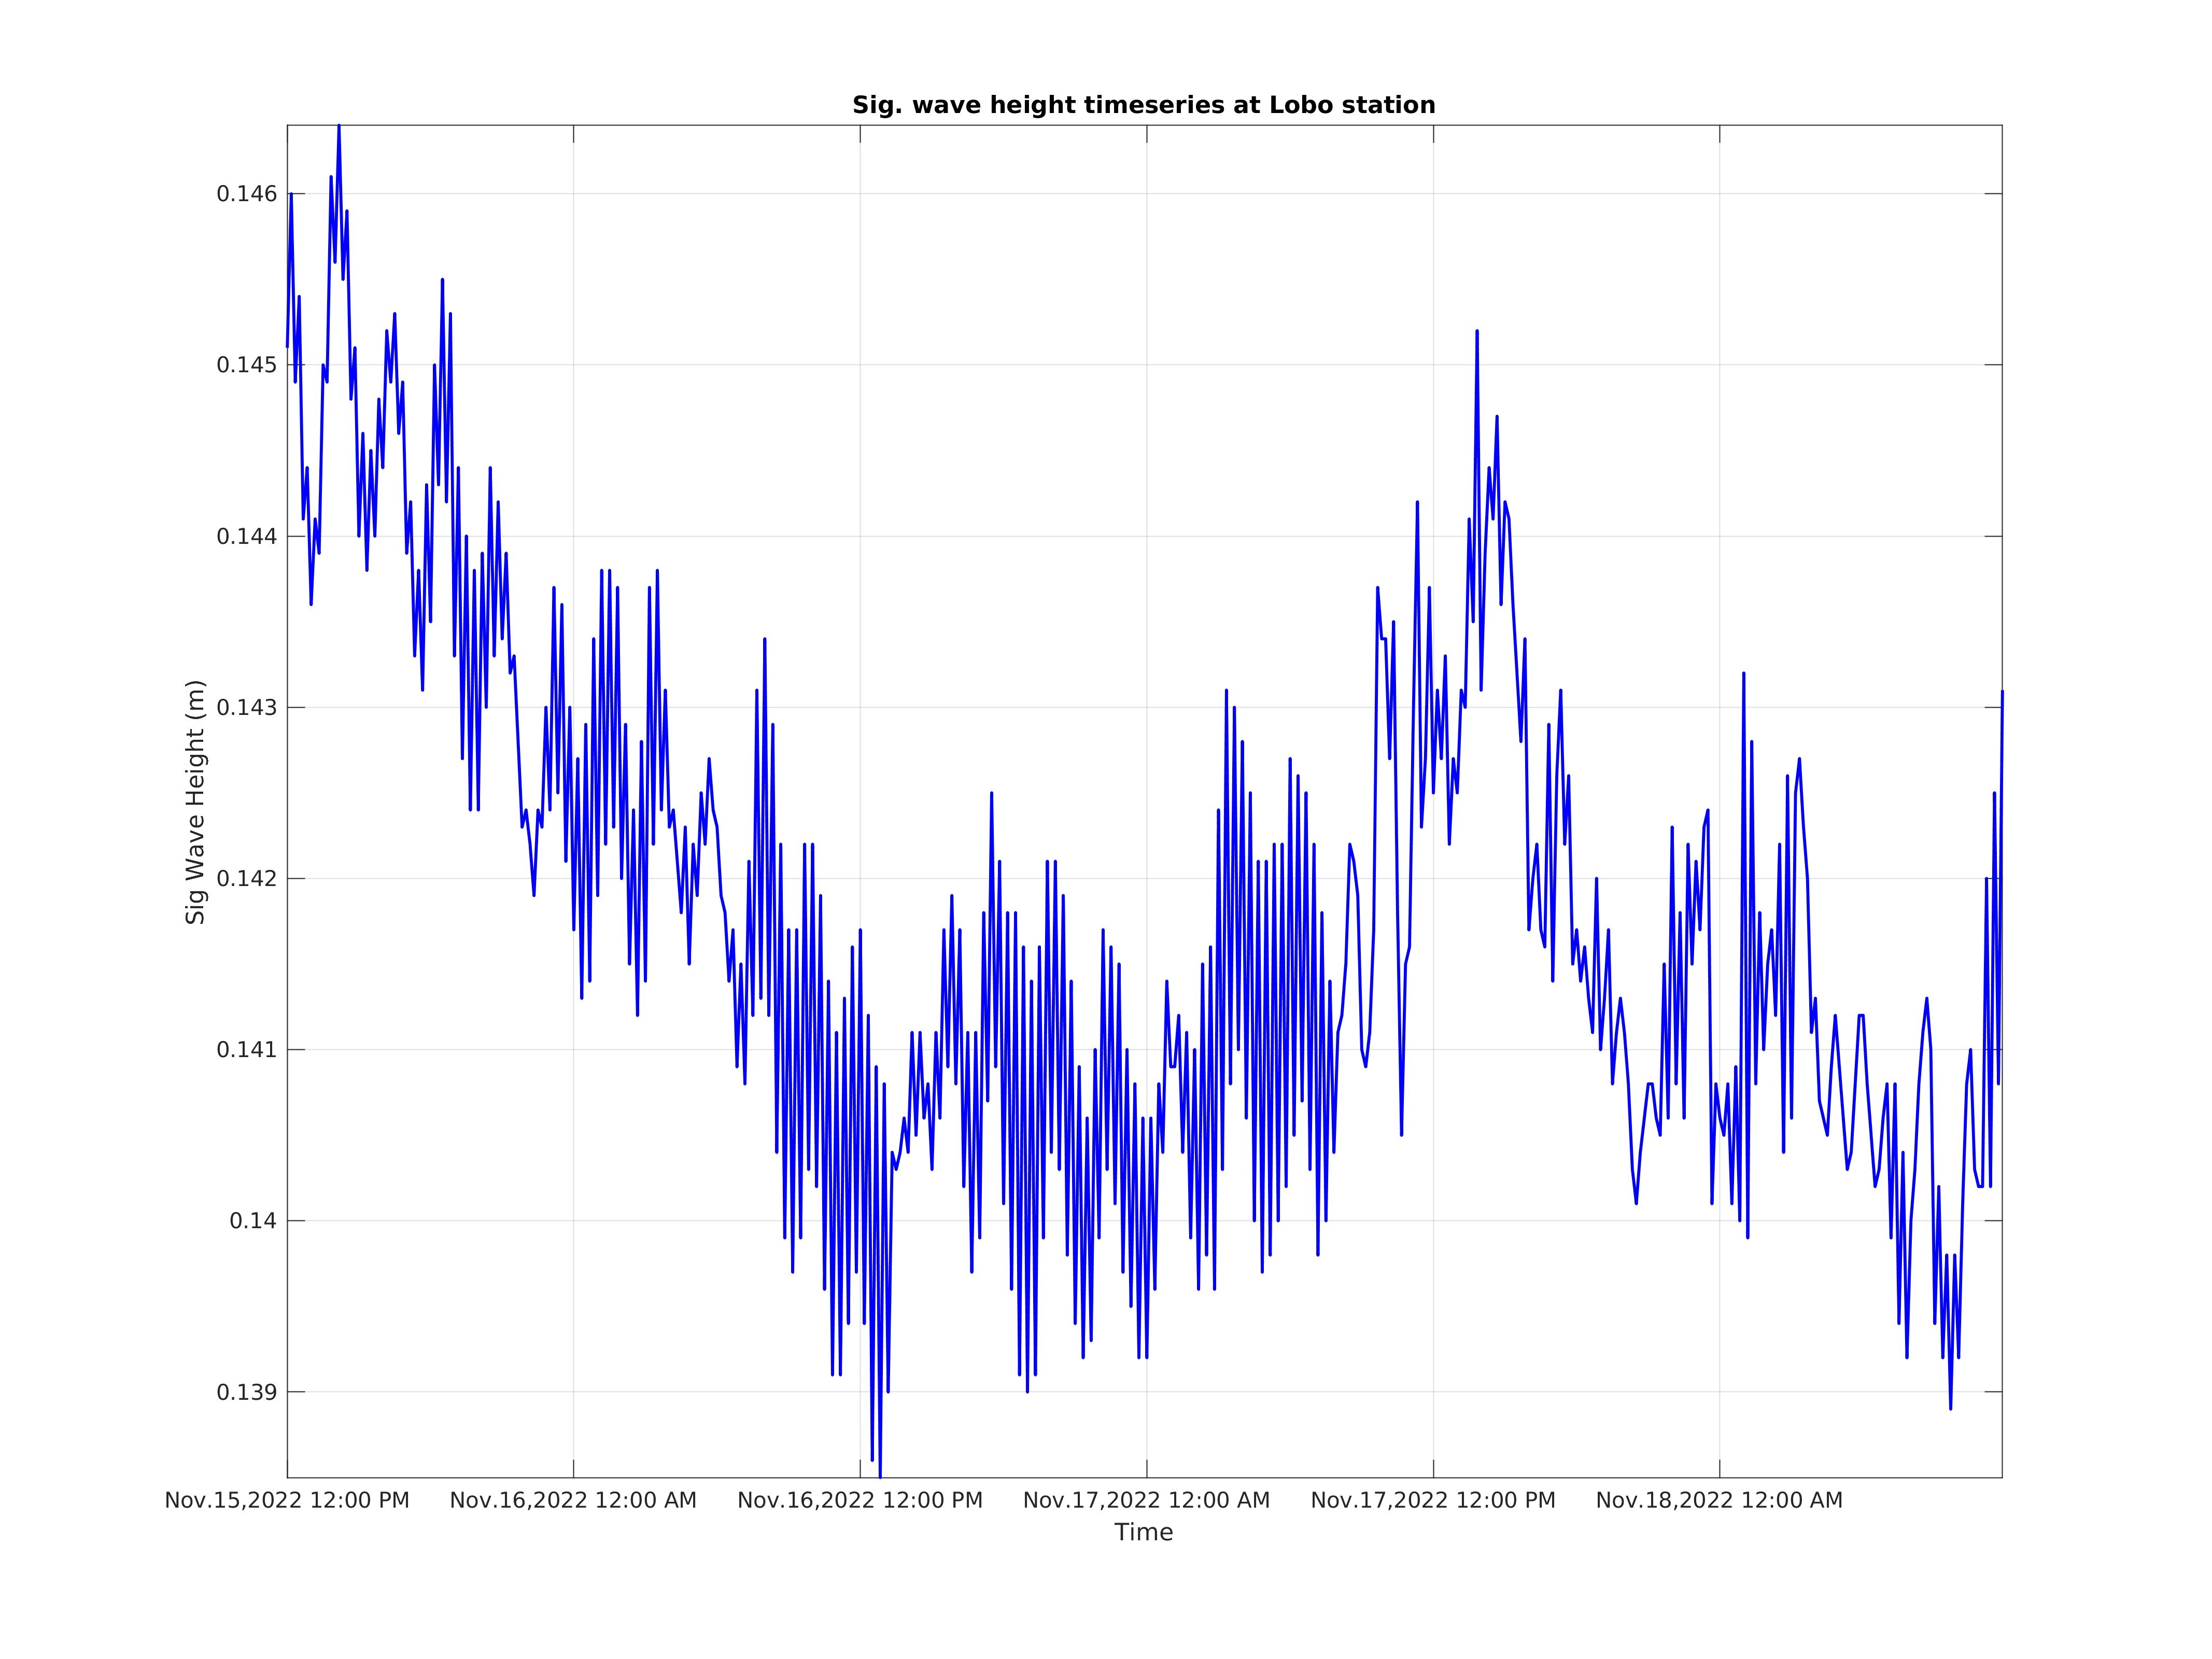 Sig. wave height timeseries at Lobo station
0.146
0.145
0.144
0.143
0.142
0.141
0.14
0.139
Sig Wave Height (m)
Nov.15,2022 12:00 PM
Nov.16,2022 12:00 AM
Nov.16,2022 12:00 PM
Nov.17,2022 12:00 AM
Nov.17,2022 12:00 PM
Nov.18,2022 12:00 AM
Time